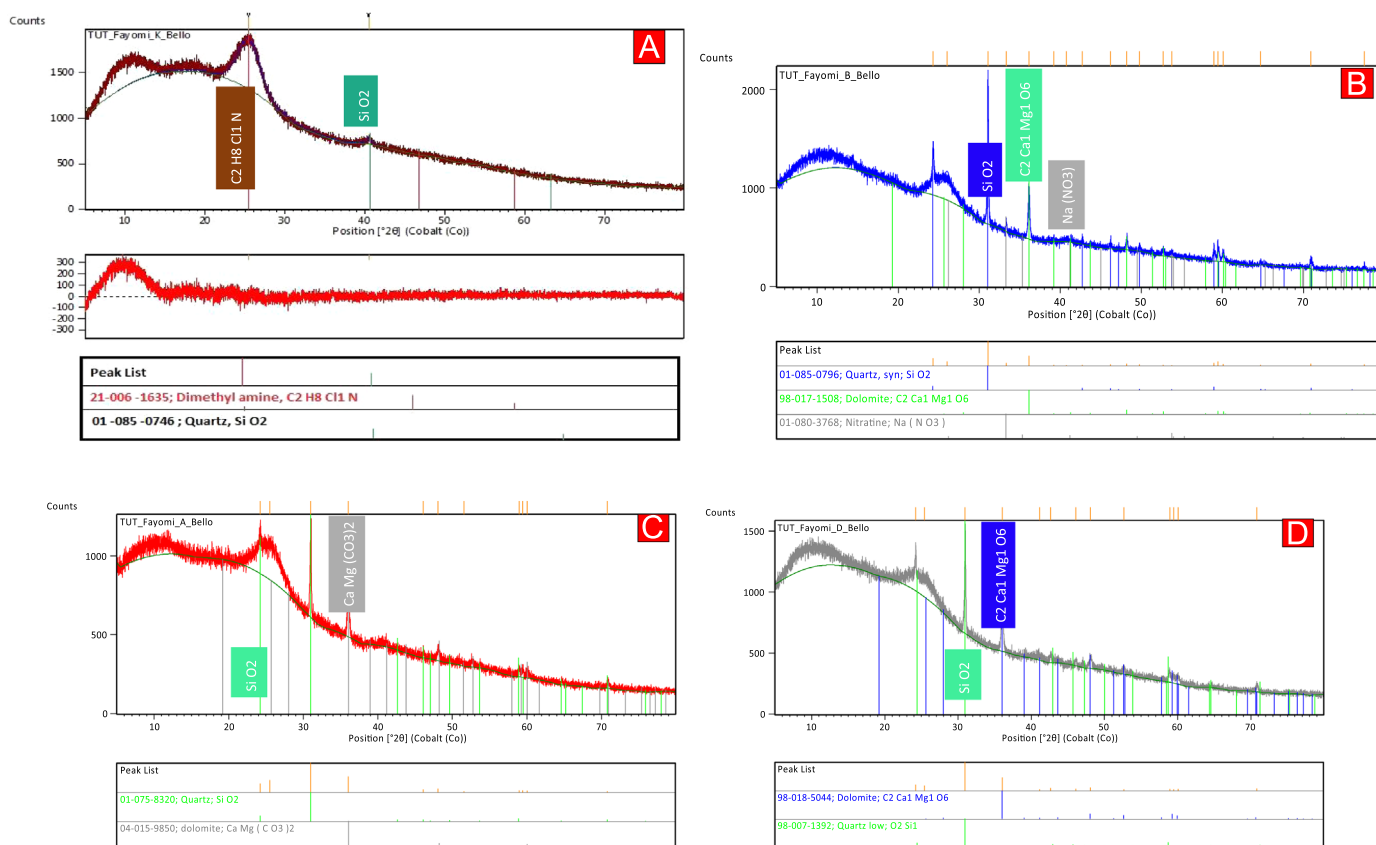 Counts
TUT_Fayomi_K_Bello
A
1500
1000
500
0
C2 H8 Cl1 N
Si O2
10 20 30 40 50 60 70
Position [°2θ] (Cobalt (Co))
300
200
100
0
-100
-200
-300
Peak List
21-006 -1635; Dimethyl amine, C2 H8 Cl1 N
01 -085 -0746 ; Quartz, Si O2
Counts
TUT_Fayomi_B_Bello
B
2000
1000
0
Si O2
C2 Ca1 Mg1 O6
Na (NO3)
10 20 30 40 50 60 70
Position [°2θ] (Cobalt (Co))
Peak List
01-085-0796; Quartz, syn; Si O2
98-017-1508; Dolomite; C2 Ca1 Mg1 O6
01-080-3768; Nitratine; Na ( N O3 )
Counts
TUT_Fayomi_A_Bello
C
1000
500
0
Si O2
Ca Mg (CO3)2
10 20 30 40 50 60 70
Position [°2θ] (Cobalt (Co))
Peak List
01-075-8320; Quartz; Si O2
04-015-9850; dolomite; Ca Mg ( C O3 )2
Counts
TUT_Fayomi_D_Bello
D
1500
1000
500
0
Si O2
C2 Ca1 Mg1 O6
10 20 30 40 50 60 70
Position [°2θ] (Cobalt (Co))
Peak List
98-018-5044; Dolomite; C2 Ca1 Mg1 O6
98-007-1392; Quartz low; O2 Si1